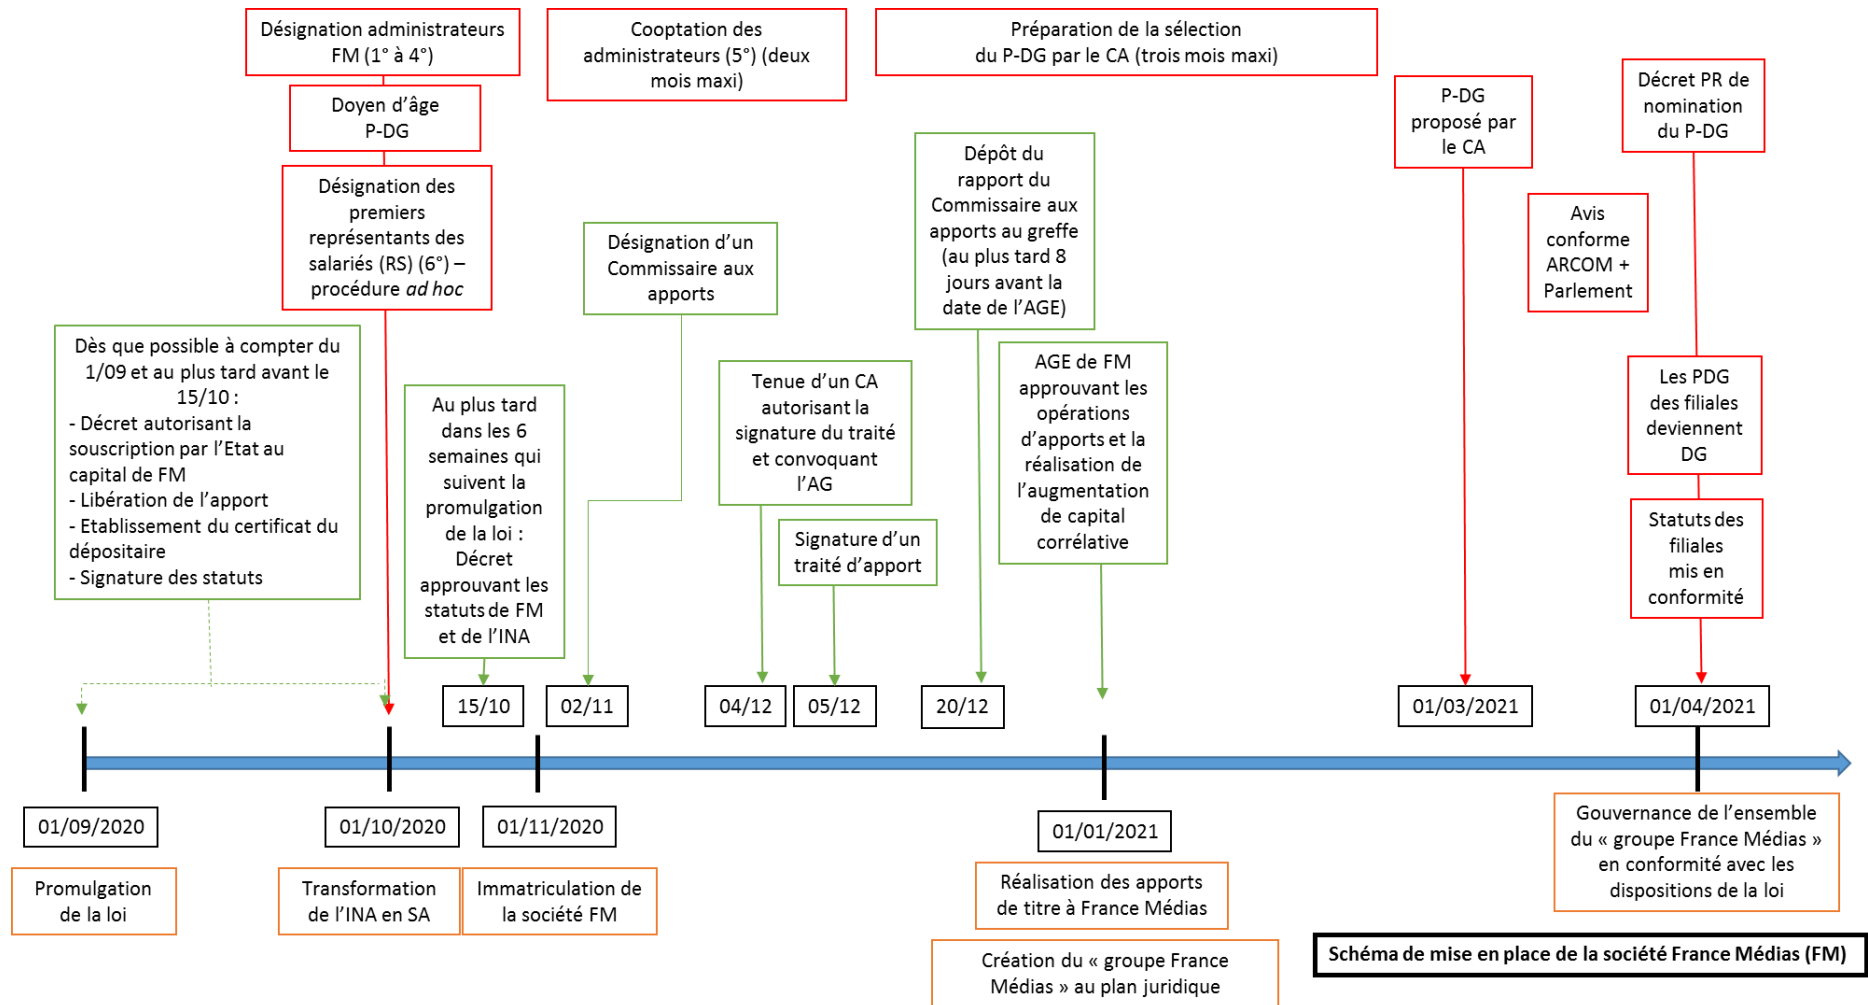 Désignation administrateurs
FM (1° à 4°)
Doyen d’âge
P-DG
Désignation des
premiers
représentants des
salariés (RS) (6°) –
procédure ad hoc
Cooptation des
administrateurs (5°) (deux
mois maxi)
Préparation de la sélection
du P-DG par le CA (trois mois maxi)
P-DG
proposé par
le CA
Décret PR de
nomination
du P-DG
Avis
conforme
ARCOM +
Parlement
Les PDG
des filiales
deviennent
DG
Statuts des
filiales
mis en
conformité
Dès que possible à compter du
1/09 et au plus tard avant le
15/10 :
- Décret autorisant la
souscription par l’Etat au
capital de FM
- Libération de l’apport
- Etablissement du certificat du
dépositaire
- Signature des statuts
Au plus tard
dans les 6
semaines qui
suivent la
promulgation
de la loi :
Décret
approuvant les
statuts de FM
et de l’INA
Désignation d’un
Commissaire aux
apports
Tenue d’un CA
autorisant la
signature du traité
et convoquant
l’AG
Signature d’un
traité d’apport
Dépôt du
rapport du
Commissaire aux
apports au greffe
(au plus tard 8
jours avant la
date de l’AGE)
AGE de FM
approuvant les
opérations
d’apports et la
réalisation de
l’augmentation
de capital
corrélative
15/10
02/11
04/12
05/12
20/12
01/03/2021
01/04/2021
01/09/2020
01/10/2020
01/11/2020
01/01/2021
Promulgation
de la loi
Transformation
de l’INA en SA
Immatriculation de
la société FM
Réalisation des apports
de titre à France Médias
Création du « groupe France
Médias » au plan juridique
Gouvernance de l’ensemble
du « groupe France Médias »
en conformité avec les
dispositions de la loi
Schéma de mise en place de la société France Médias (FM)